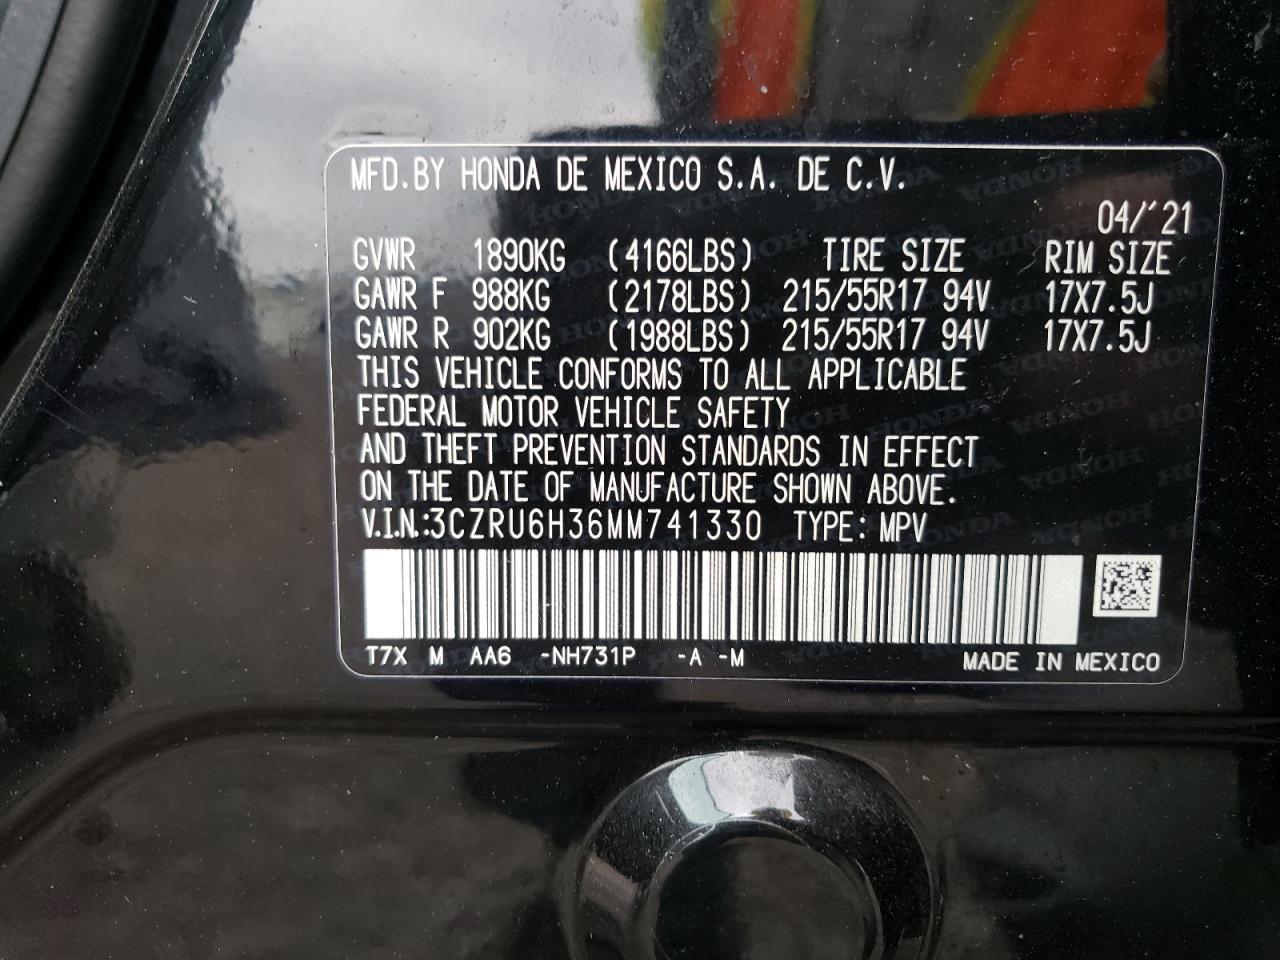 MFD.BY HONDA DE MEXICO S.A. DE C.V.
04/'21
GVWR 1890KG (4166LBS) TIRE SIZE RIM SIZE
GAWR F 988KG (2178LBS) 215/55R17 94V 17X7.5J
GAWR R 902KG (1988LBS) 215/55R17 94V 17X7.5J
THIS VEHICLE CONFORMS TO ALL APPLICABLE
FEDERAL MOTOR VEHICLE SAFETY
AND THEFT PREVENTION STANDARDS IN EFFECT
ON THE DATE OF MANUFACTURE SHOWN ABOVE.
V.I.N.:3CZRU6H36MM741330 TYPE: MPV
T7X M AA6 -NH731P -A -M MADE IN MEXICO